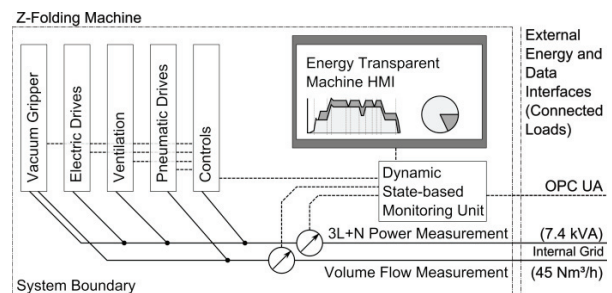 Z-Folding Machine
Vacuum Gripper
Electric Drives
Ventilation
Pneumatic Drives
Controls
Energy Transparent
Machine HMI
Dynamic
State-based
Monitoring Unit
External
Energy and
Data
Interfaces
(Connected
Loads)
OPC UA
3L+N Power Measurement
(7.4 kVA)
Internal Grid
Volume Flow Measurement
(45 Nm³/h)
System Boundary